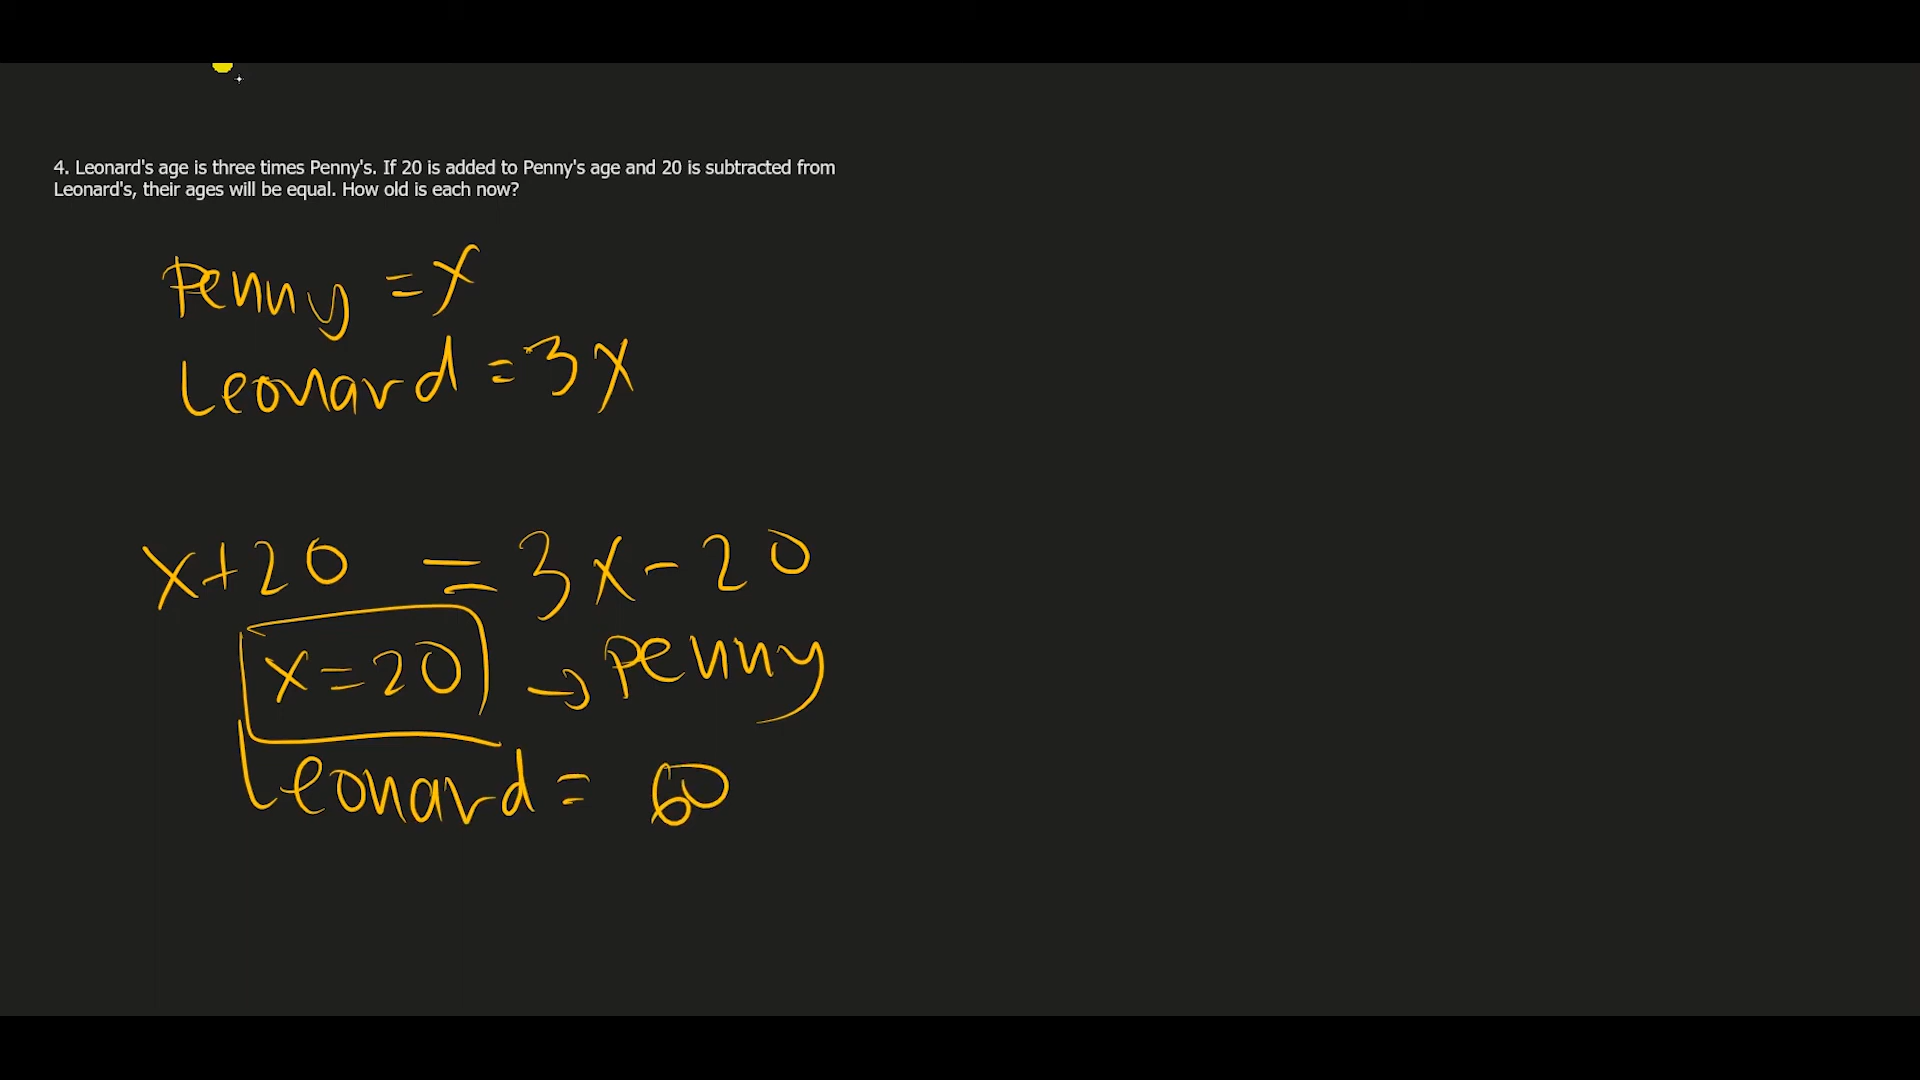 4. Leonard's age is three times Penny's. If 20 is added to Penny's age and 20 is subtracted from
Leonard's, their ages will be equal. How old is each now?
Penny = x
Leonard = 3x
x+20 = 3x-20
x=20 → Penny
Leonard = 60